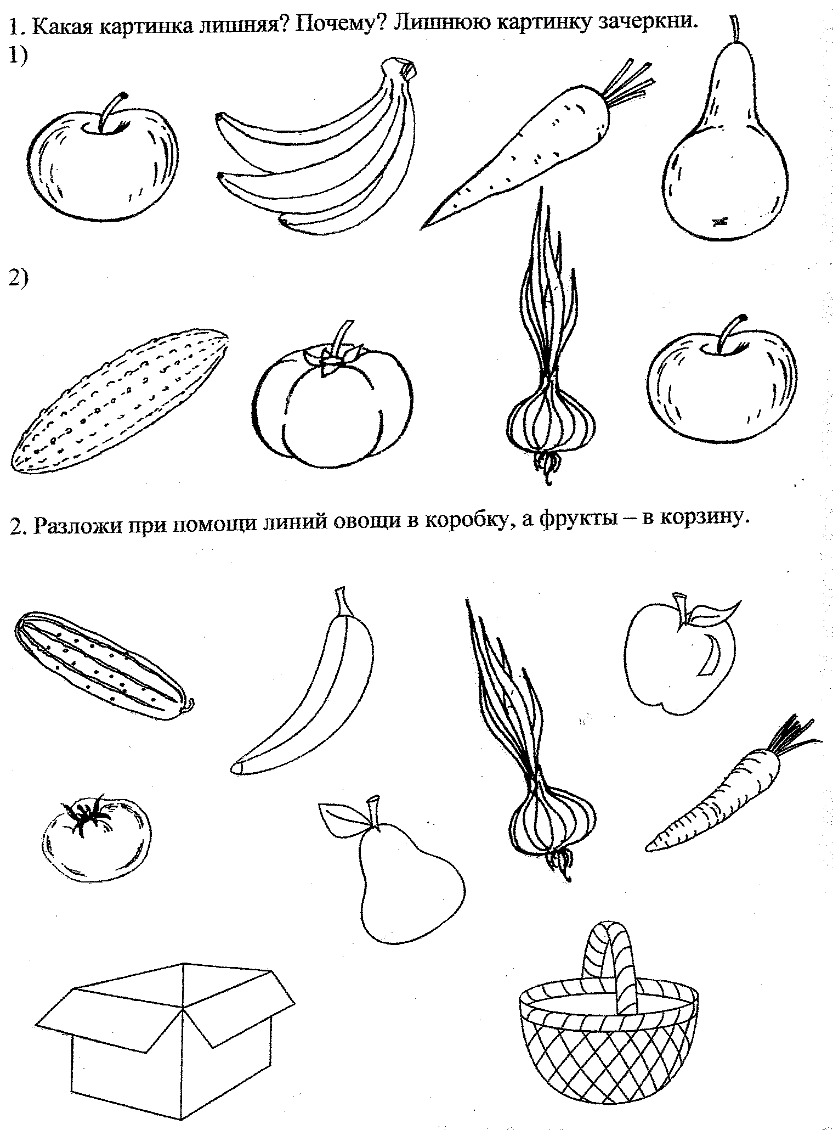 1. Какая картинка лишняя? Почему? Лишнюю картинку зачеркни.
1)
2)
2. Разложи при помощи линий овощи в коробку, а фрукты – в корзину.